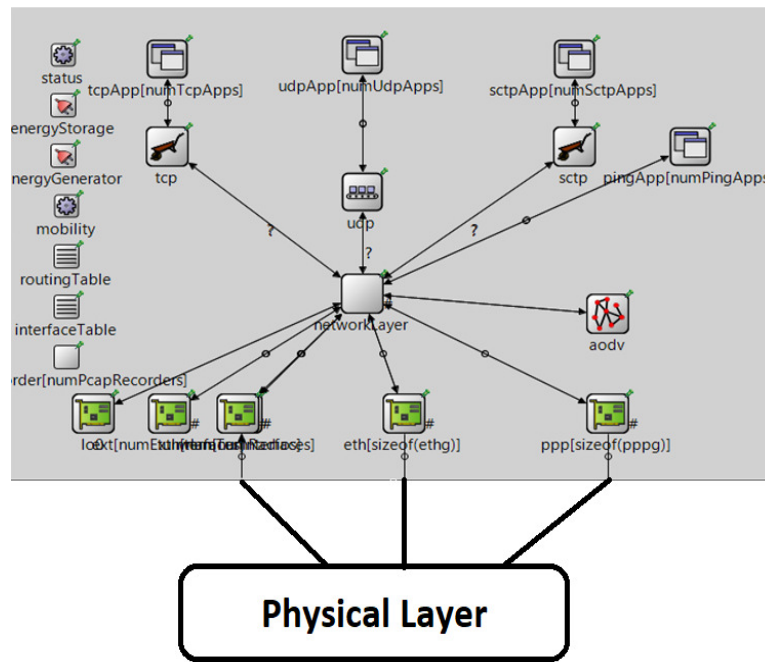 status
tcpApp[numTcpApps]
udpApp[numUdpApps]
sctpApp[numSctpApps]
energyStorage
nergyGenerator
tcp
sctp
pingApp[numPingApps
mobility
udp
?
?
?
routingTable
networkLayer
#
interfaceTable
aodv
order[numPcapRecorders]
#
#
#
eth[sizeof(ethg)]
ppp[sizeof(pppg)]
Physical Layer